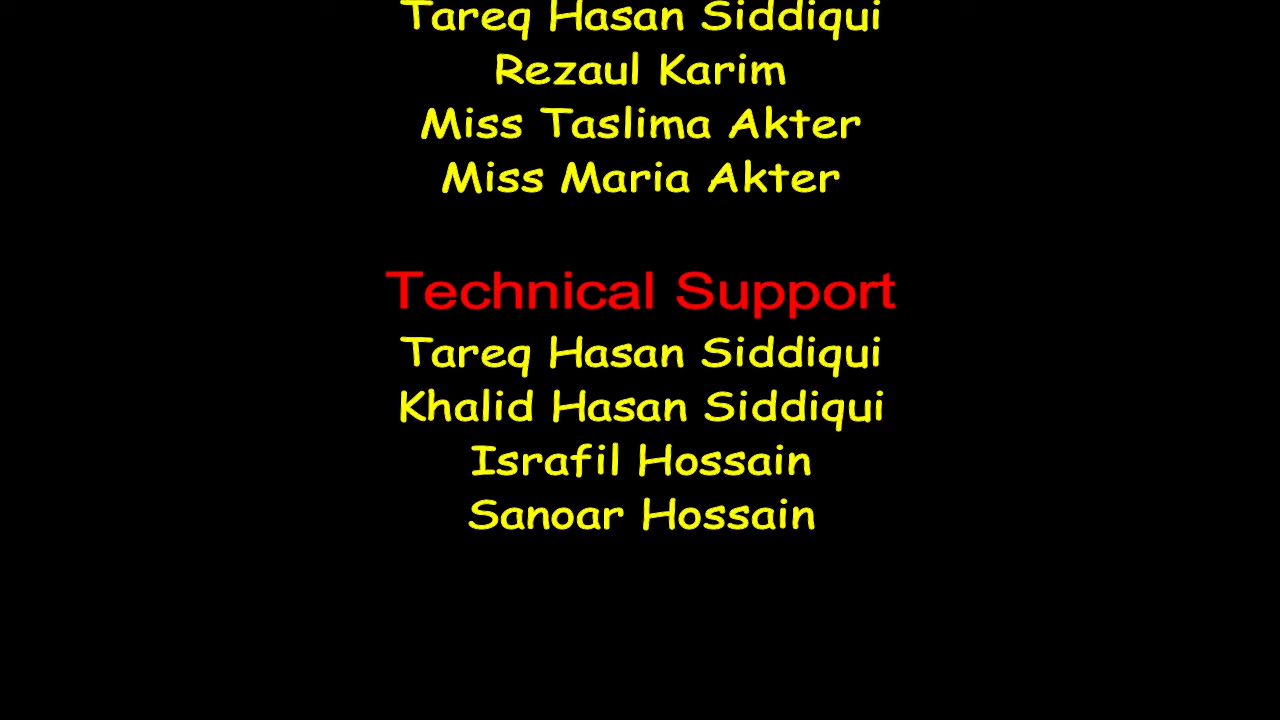 Tareq Hasan Siddiqui
Rezaul Karim
Miss Taslima Akter
Miss Maria Akter
Technical Support
Tareq Hasan Siddiqui
Khalid Hasan Siddiqui
Israfil Hossain
Sanoar Hossain